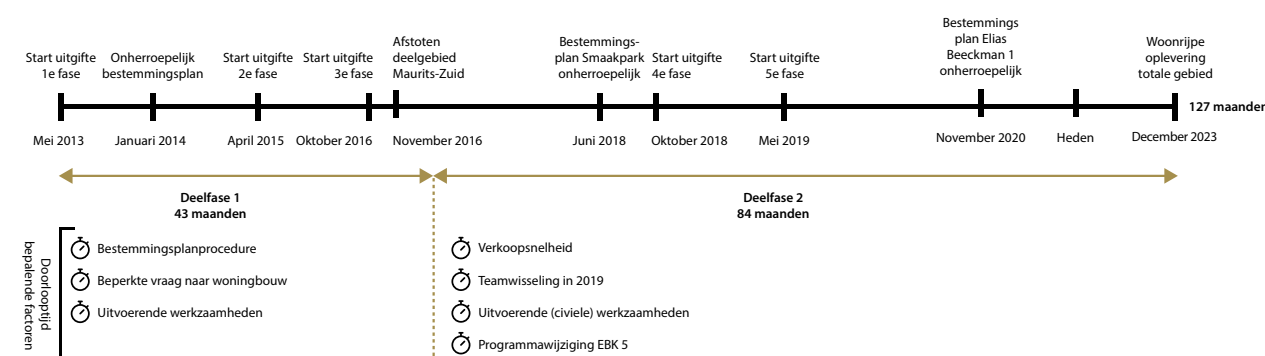 Start uitgifte
1e fase
Onherroepelijk
bestemmingsplan
Start uitgifte
2e fase
Start uitgifte
3e fase
Afstoten
deelgebied
Maurits-Zuid
Bestemmings-
plan Smaakpark
onherroepelijk
Start uitgifte
4e fase
Start uitgifte
5e fase
Bestemmings
plan Elias
Beeckman 1
onherroepelijk
Woonrijpe
oplevering
totale gebied
127 maanden
Mei 2013
Januari 2014
April 2015
Oktober 2016
November 2016
Juni 2018
Oktober 2018
Mei 2019
November 2020
Heden
December 2023
Deelfase 1
43 maanden
Deelfase 2
84 maanden
Doorlooptijd
bepalende factoren
Bestemmingsplanprocedure
Beperkte vraag naar woningbouw
Uitvoerende werkzaamheden
Verkoopsnelheid
Teamwisseling in 2019
Uitvoerende (civiele) werkzaamheden
Programmawijziging EBK 5